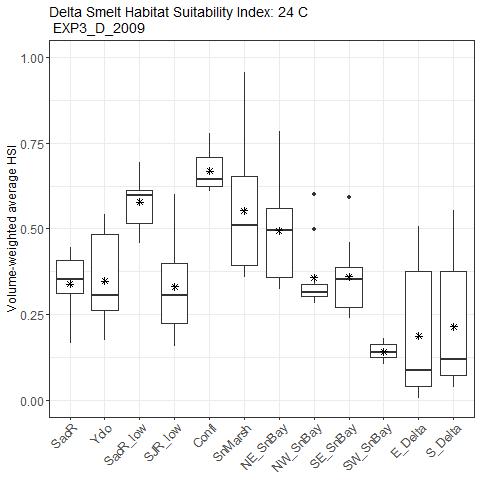 Delta Smelt Habitat Suitability Index: 24 C
EXP3_D_2009
Volume-weighted average HSI
1.00
0.75
0.50
0.25
0.00
SacR
Yolo
SacR_low
SJR_low
Confl
SnMarsh
NE_SnBay
NW_SnBay
SE_SnBay
SW_SnBay
E_Delta
S_Delta